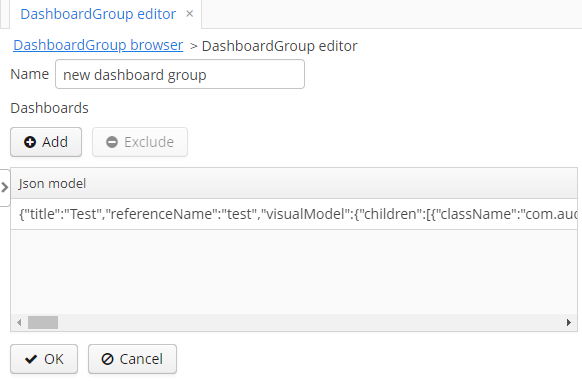 DashboardGroup editor ×
DashboardGroup browser > DashboardGroup editor
Name new dashboard group
Dashboards
Add Exclude
Json model
{"title":"Test","referenceName":"test","visualModel":{"children":[{"className":"com.au
OK Cancel